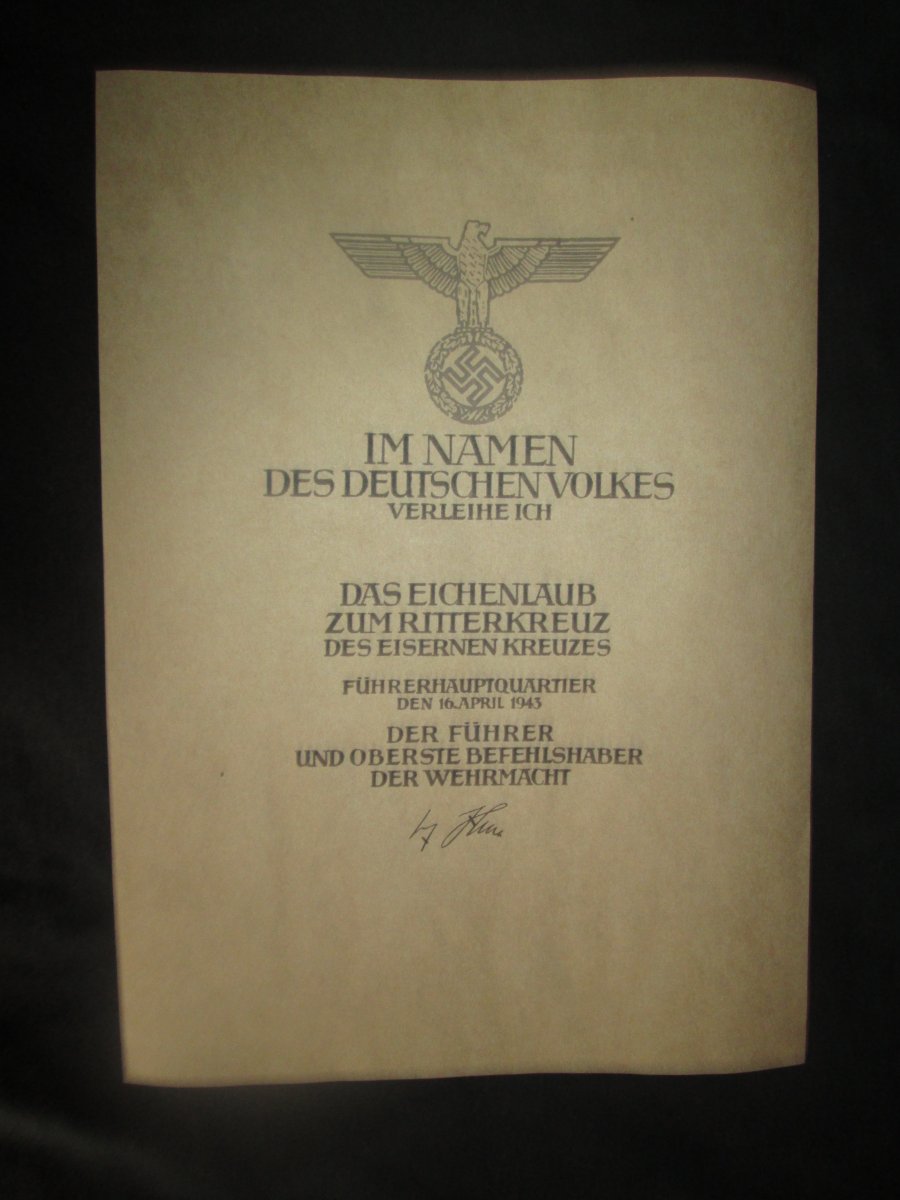 IM NAMEN
DES DEUTSCHEN VOLKES
VERLEIHE ICH
DAS EICHENLAUB
ZUM RITTERKREUZ
DES EISERNEN KREUZES
FÜHRERHAUPTQUARTIER
DEN 16. APRIL 1943
DER FÜHRER
UND OBERSTE BEFEHLSHABER
DER WEHRMACHT